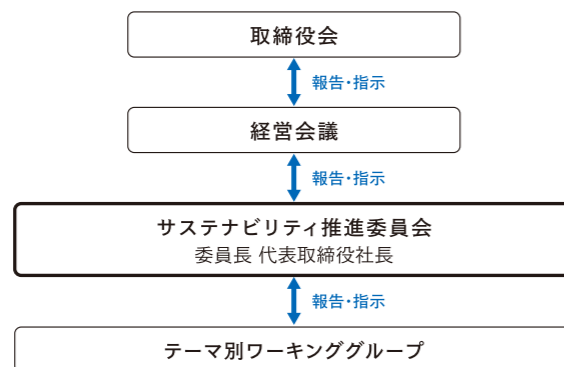 取締役会
報告・指示
経営会議
報告・指示
サステナビリティ推進委員会
委員長 代表取締役社長
報告・指示
テーマ別ワーキンググループ